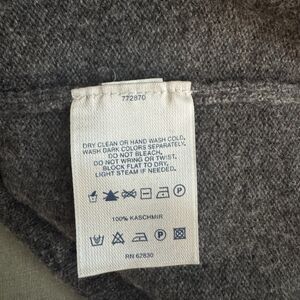 772870
DRY CLEAN OR HAND WASH COLD.
WASH DARK COLORS SEPARATELY.
DO NOT BLEACH.
DO NOT WRING OR TWIST.
BLOCK FLAT TO DRY.
LIGHT STEAM IF NEEDED.
P
100% KASCHMIR
P
RN 62830